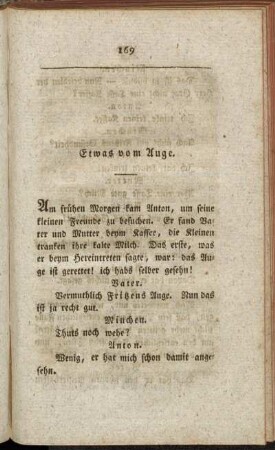 169
Etwas vom Auge.
Am frühen Morgen kam Anton, um seine
kleinen Freunde zu besuchen. Er fand Va-
ter und Mutter beym Kaffee, die Kleinen
tranken ihre kalte Milch. Das erste, was
er beym Hereintreten sagte, war: das Au-
ge ist gerettet! ich habs selber gesehn!
Vater.
Vermuthlich Fritzens Auge. Nun das
ist ja recht gut.
Minchen.
Thuts noch wehe?
Anton.
Wenig, er hat mich schon damit ange-
sehn.